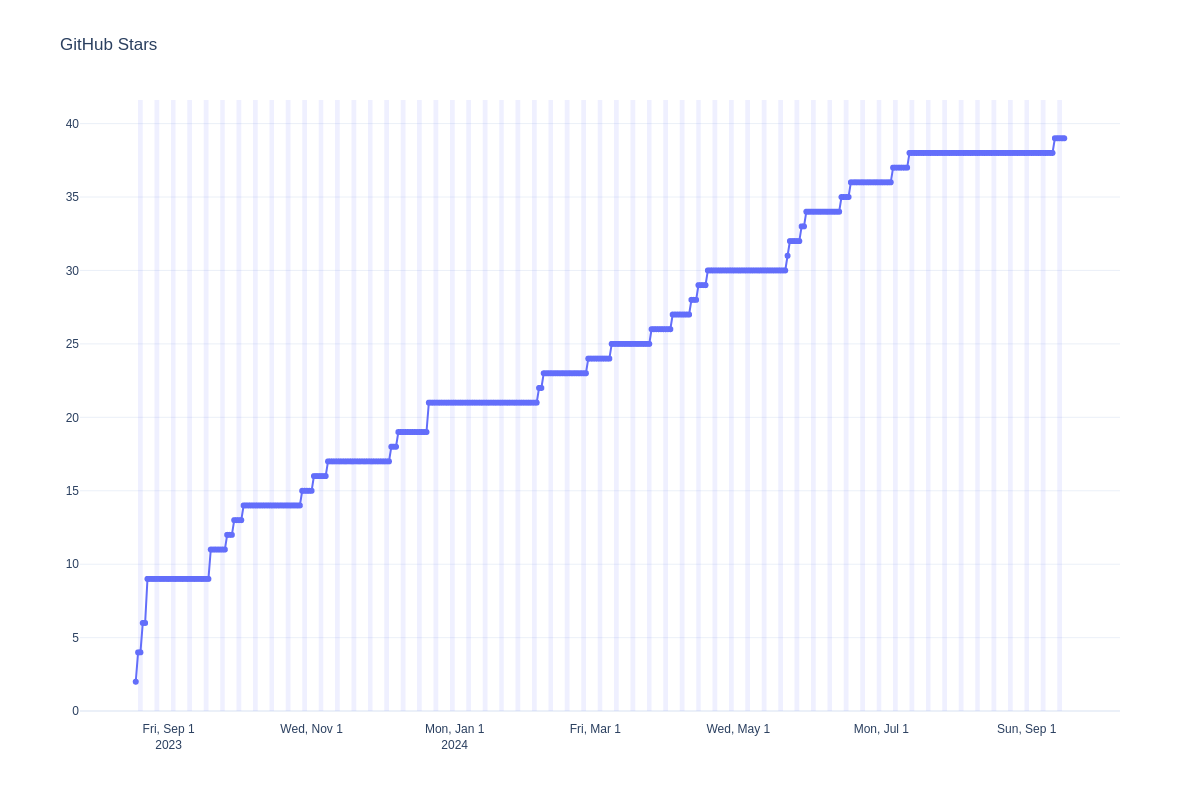 GitHub Stars
40
35
30
25
20
15
10
5
0
Fri, Sep 1
2023
Wed, Nov 1
Mon, Jan 1
2024
Fri, Mar 1
Wed, May 1
Mon, Jul 1
Sun, Sep 1